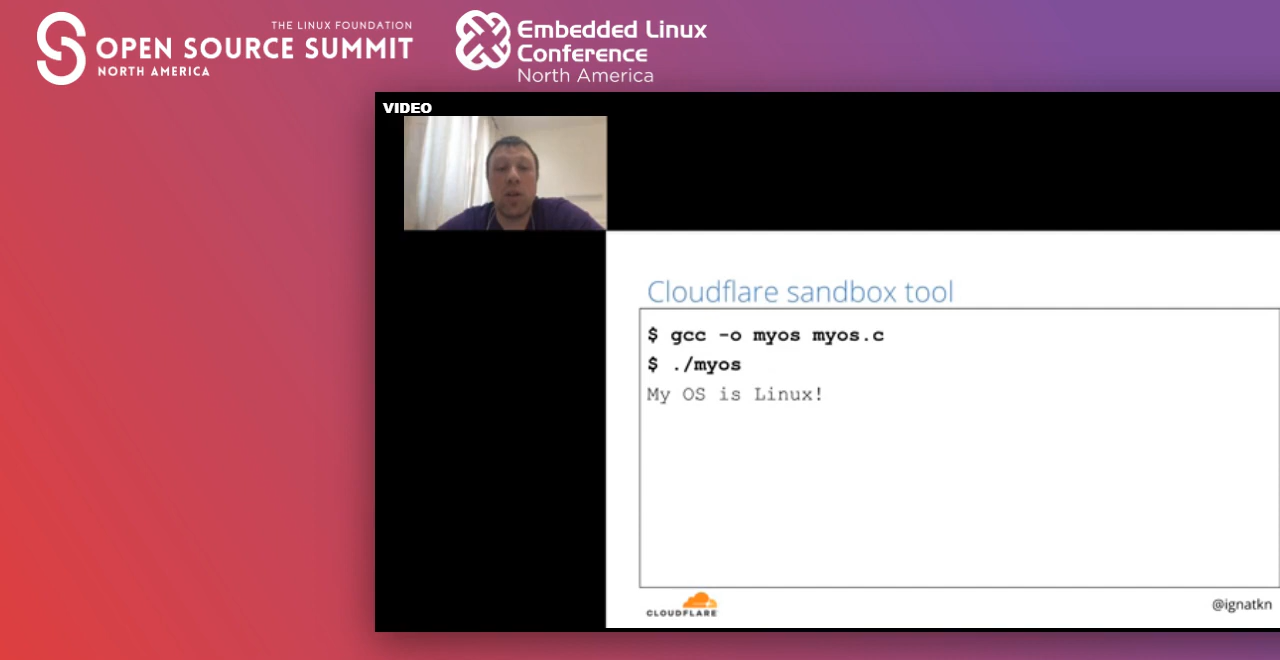 THE LINUX FOUNDATION
OPEN SOURCE SUMMIT
NORTH AMERICA
Embedded Linux
Conference
North America
VIDEO
Cloudflare sandbox tool
$ gcc -o myos myos.c
$ ./myos
My OS is Linux!
CLOUDFLARE
@ignatkn